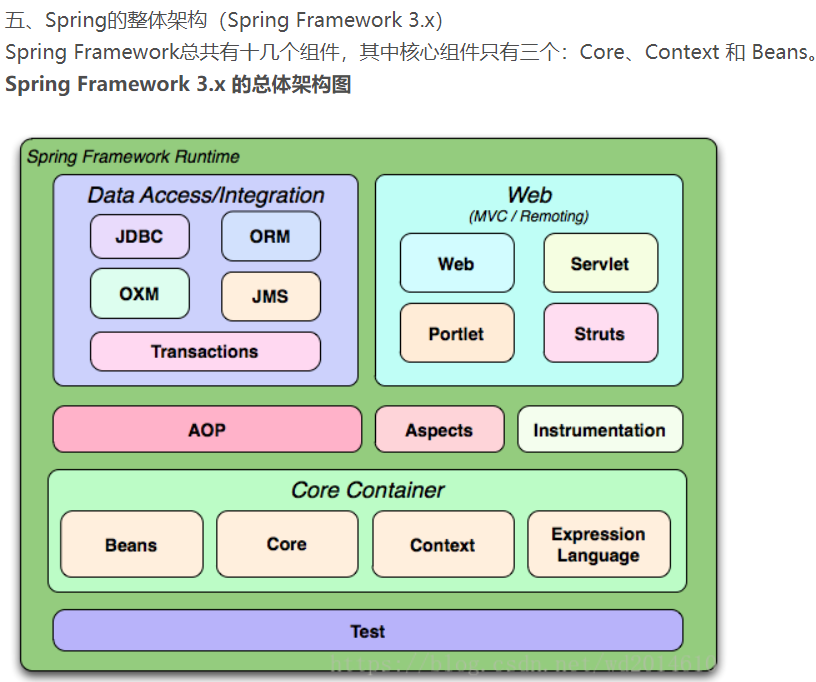 五、Spring的整体架构（Spring Framework 3.x）
Spring Framework总共有十几个组件，其中核心组件只有三个：Core、Context 和 Beans。
Spring Framework 3.x 的总体架构图
Spring Framework Runtime
Data Access/Integration
JDBC
ORM
OXM
JMS
Transactions
Web
(MVC / Remoting)
Web
Servlet
Portlet
Struts
AOP
Aspects
Instrumentation
Core Container
Beans
Core
Context
Expression
Language
Test